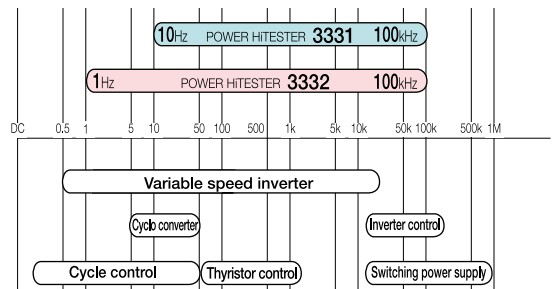 10Hz POWER HiTESTER 3331 100kHz
1Hz POWER HiTESTER 3332 100kHz
DC 0.5 1 5 10 50 100 500 1k 5k 10k 50k 100k 500k 1M
Variable speed inverter
Cyclo converter Inverter control
Cycle control Thyristor control Switching power supply